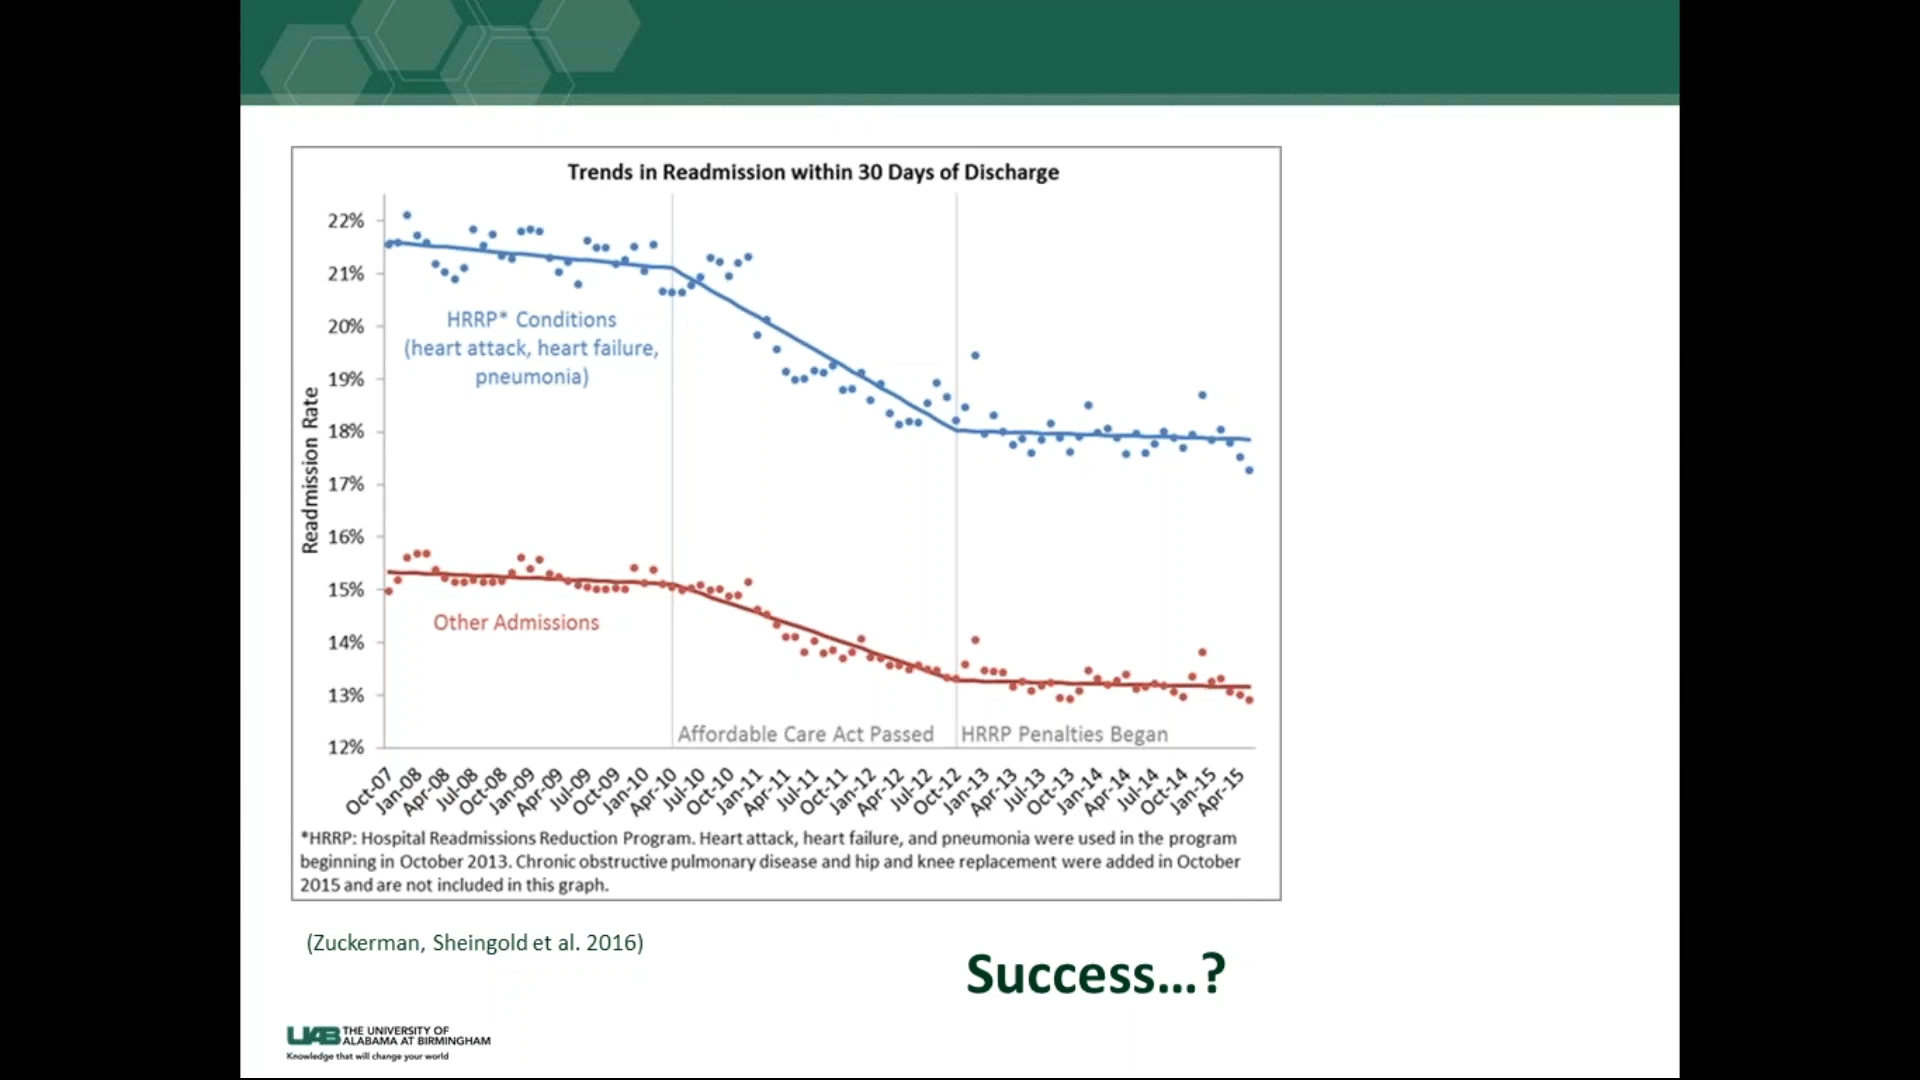 Trends in Readmission within 30 Days of Discharge
Readmission Rate
22%
21%
20%
19%
18%
17%
16%
15%
14%
13%
12%
HRRP* Conditions
(heart attack, heart failure,
pneumonia)
Other Admissions
Affordable Care Act Passed
HRRP Penalties Began
Oct-07
Jan-08
Apr-08
Jul-08
Oct-08
Jan-09
Apr-09
Jul-09
Oct-09
Jan-10
Apr-10
Jul-10
Oct-10
Jan-11
Apr-11
Jul-11
Oct-11
Jan-12
Apr-12
Jul-12
Oct-12
Jan-13
Apr-13
Jul-13
Oct-13
Jan-14
Apr-14
Jul-14
Oct-14
Jan-15
Apr-15
*HRRP: Hospital Readmissions Reduction Program. Heart attack, heart failure, and pneumonia were used in the program
beginning in October 2013. Chronic obstructive pulmonary disease and hip and knee replacement were added in October
2015 and are not included in this graph.
(Zuckerman, Sheingold et al. 2016)
Success...?
UAB
THE UNIVERSITY OF
ALABAMA AT BIRMINGHAM
Knowledge that will change your world